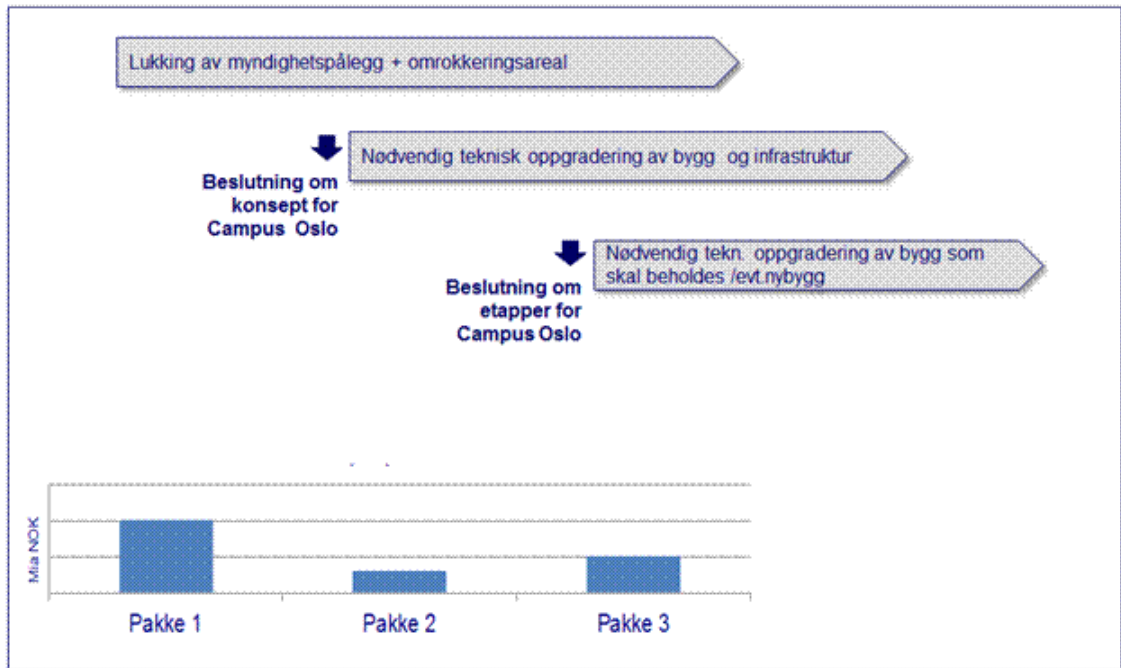 Lukking av myndighetspålegg + omrokkeringsareal
Nødvendig teknisk oppgradering av bygg og infrastruktur
Beslutning om
konsept for
Campus Oslo
Nødvendig tekn. oppgradering av bygg som
skal beholdes /evt.nybygg
Beslutning om
etapper for
Campus Oslo
Mia NOK
Pakke 1
Pakke 2
Pakke 3